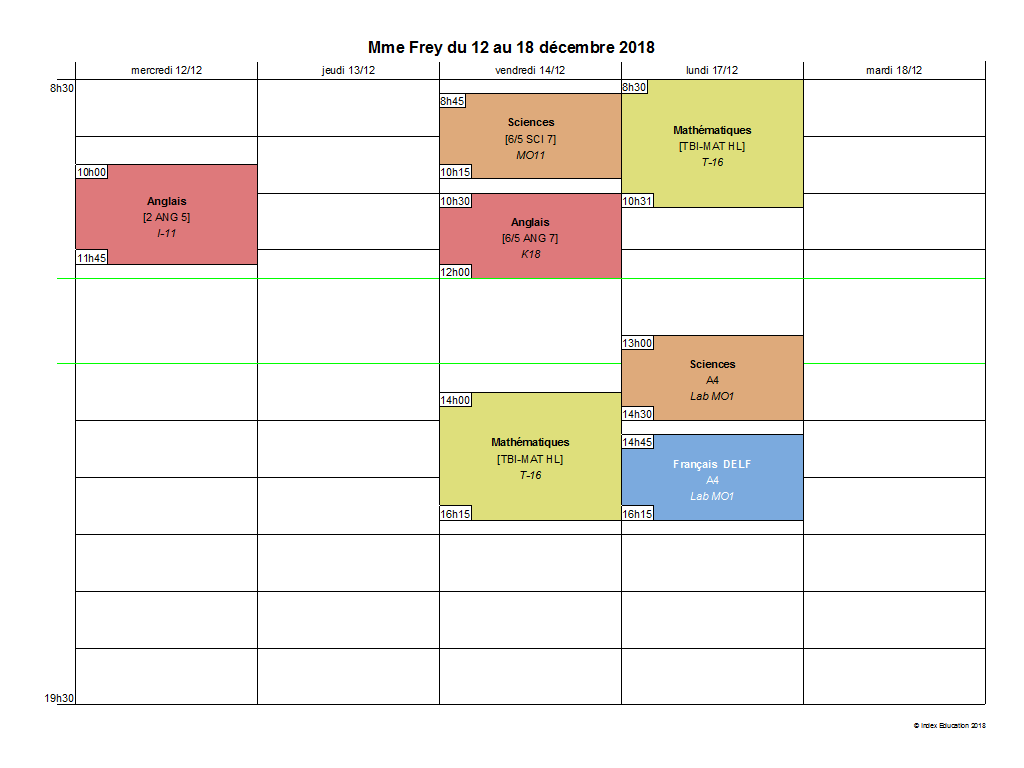 Mme Frey du 12 au 18 décembre 2018
mercredi 12/12
jeudi 13/12
vendredi 14/12
lundi 17/12
mardi 18/12
8h30
19h30
10h00
Anglais
[2 ANG 5]
I-11
11h45
8h45
Sciences
[6/5 SCI 7]
MO11
10h15
10h30
Anglais
[6/5 ANG 7]
K18
12h00
14h00
Mathématiques
[TBI-MAT HL]
T-16
16h15
8h30
Mathématiques
[TBI-MAT HL]
T-16
10h31
13h00
Sciences
A4
Lab MO1
14h30
14h45
Français DELF
A4
Lab MO1
16h15
© Index Education 2018